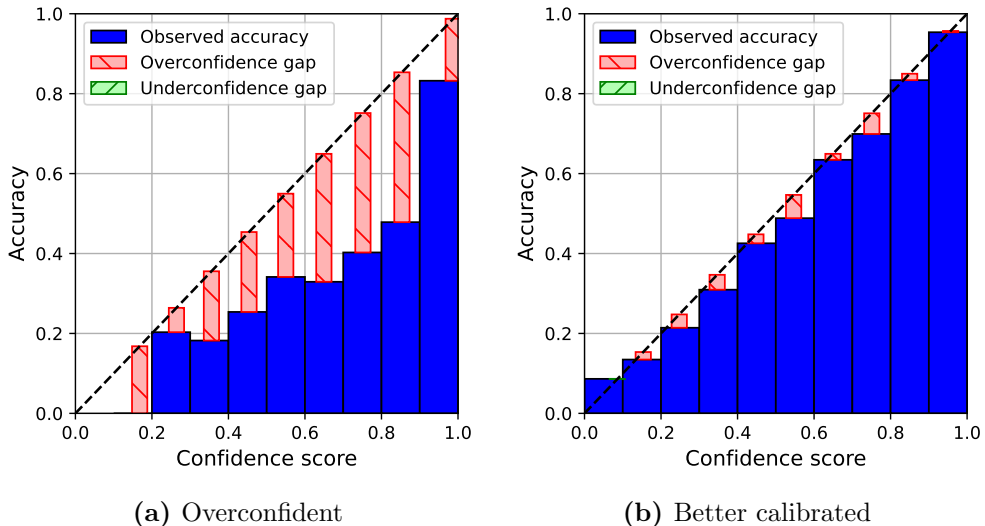 1.0
0.8
0.6
0.4
0.2
0.0
Accuracy
Observed accuracy
Overconfidence gap
Underconfidence gap
0.0 0.2 0.4 0.6 0.8 1.0
Confidence score
(a) Overconfident
1.0
0.8
0.6
0.4
0.2
0.0
Accuracy
Observed accuracy
Overconfidence gap
Underconfidence gap
0.0 0.2 0.4 0.6 0.8 1.0
Confidence score
(b) Better calibrated